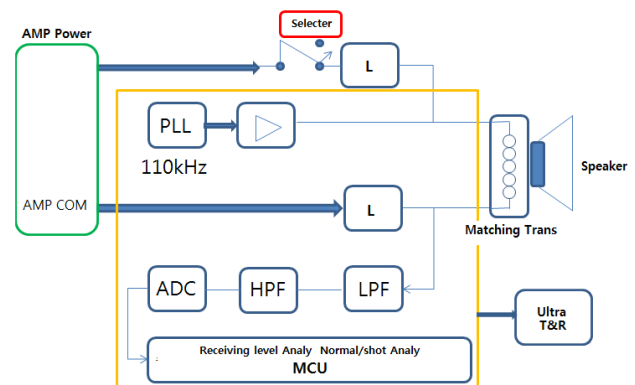 Selecter
AMP Power
L
PLL
110kHz
Speaker
AMP COM
L
Matching Trans
ADC
HPF
LPF
Ultra
T&R
Receiving level Analy Normal/shot Analy
MCU